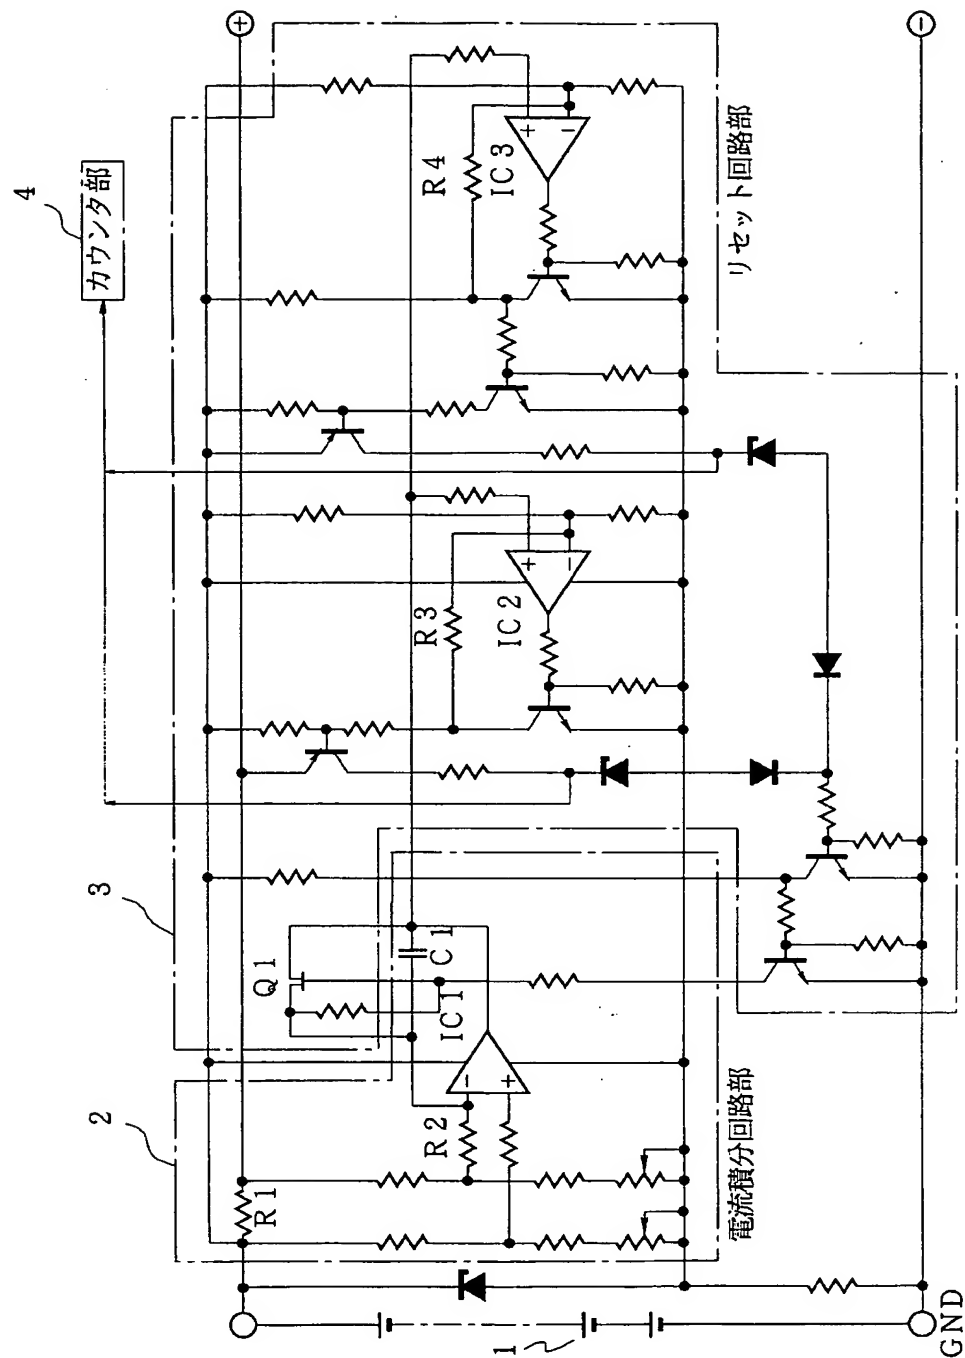 4
カウンタ部
3
2
1
R1
R2
IC1
C1
Q1
R3
IC2
R4
IC3
電流積分回路部
リセット回路部
GND
+
−
−
+
+
−
+
−